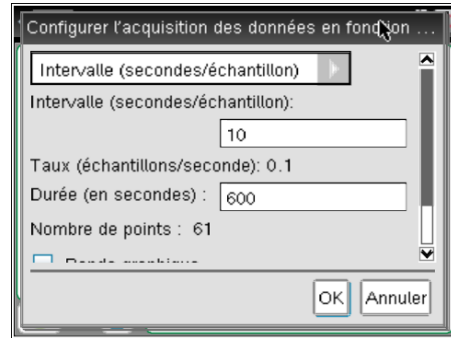 Configurer l'acquisition des données en fonction ...
Intervalle (secondes/échantillon)
Intervalle (secondes/échantillon):
10
Taux (échantillons/seconde): 0.1
Durée (en secondes) : 600
Nombre de points : 61
OK Annuler